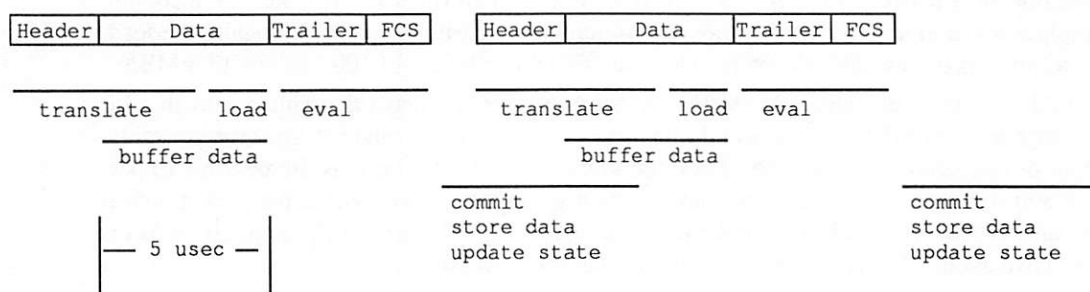 Header Data Trailer FCS Header Data Trailer FCS
translate load eval translate load eval
buffer data buffer data
commit commit
store data store data
5 usec update state update state